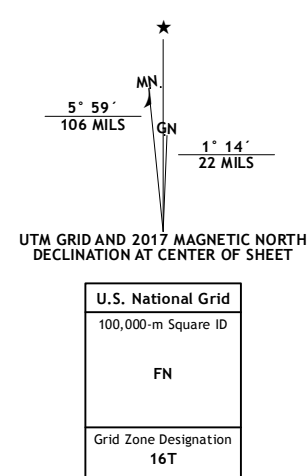 MN.
5° 59´
106 MILS
GN
1° 14´
22 MILS
UTM GRID AND 2017 MAGNETIC NORTH
DECLINATION AT CENTER OF SHEET
U.S. National Grid
100,000-m Square ID
FN
Grid Zone Designation
16T